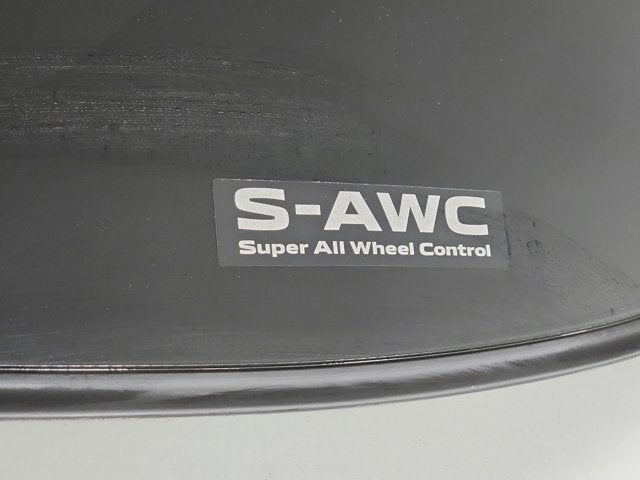 S-AWC
Super All Wheel Control